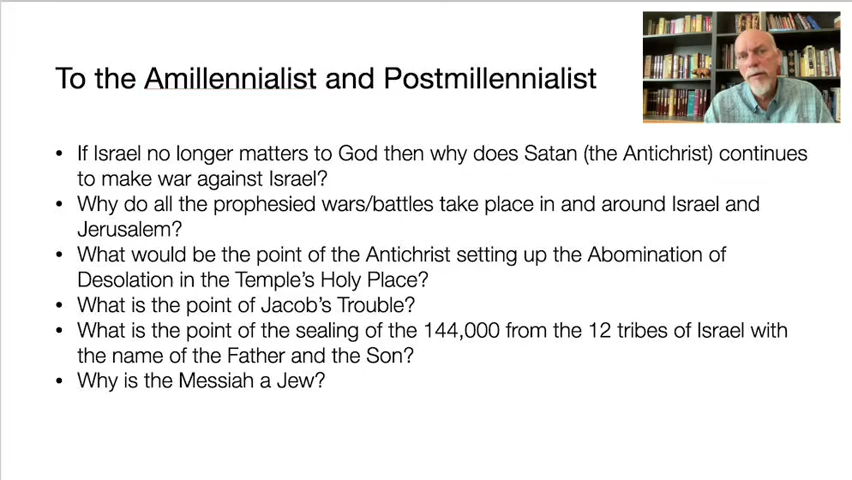 To the Amillennialist and Postmillennialist
• If Israel no longer matters to God then why does Satan (the Antichrist) continues
to make war against Israel?
• Why do all the prophesied wars/battles take place in and around Israel and
Jerusalem?
• What would be the point of the Antichrist setting up the Abomination of
Desolation in the Temple's Holy Place?
• What is the point of Jacob's Trouble?
• What is the point of the sealing of the 144,000 from the 12 tribes of Israel with
the name of the Father and the Son?
• Why is the Messiah a Jew?